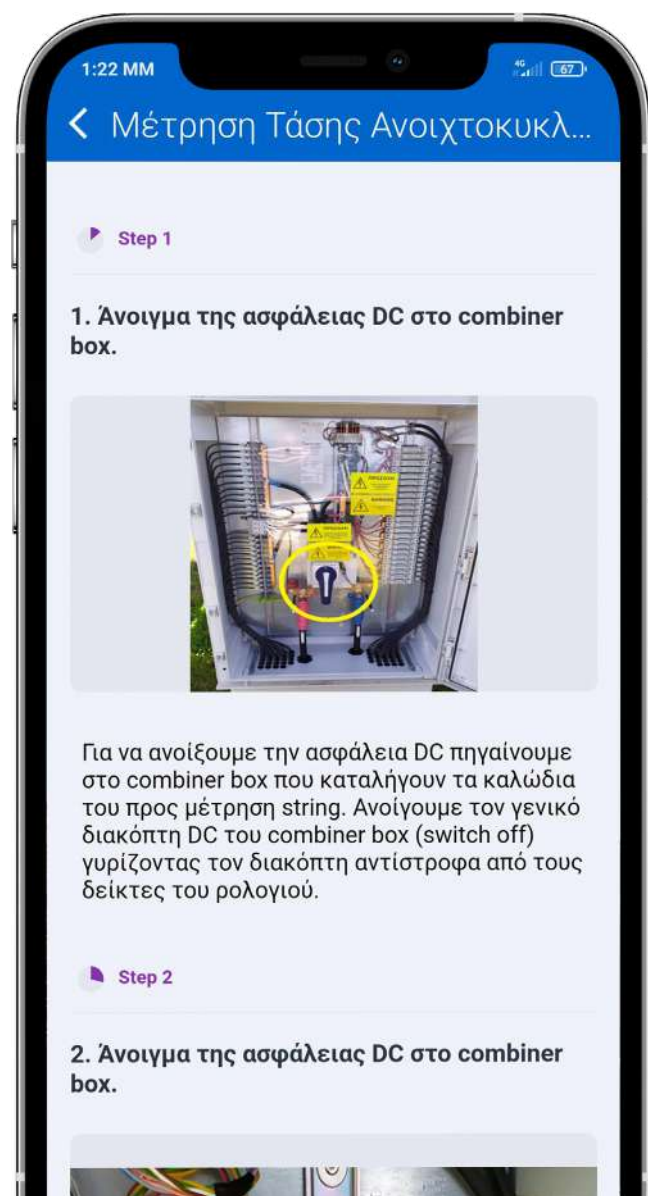 1:22 MM
4G
67
Μέτρηση Τάσης Ανοιχτοκυκλ...
Step 1
1. Άνοιγμα της ασφάλειας DC στο combiner
box.
Για να ανοίξουμε την ασφάλεια DC πηγαίνουμε
στο combiner box που καταλήγουν τα καλώδια
του προς μέτρηση string. Ανοίγουμε τον γενικό
διακόπτη DC του combiner box (switch off)
γυρίζοντας τον διακόπτη αντίστροφα από τους
δείκτες του ρολογιού.
Step 2
2. Άνοιγμα της ασφάλειας DC στο combiner
box.